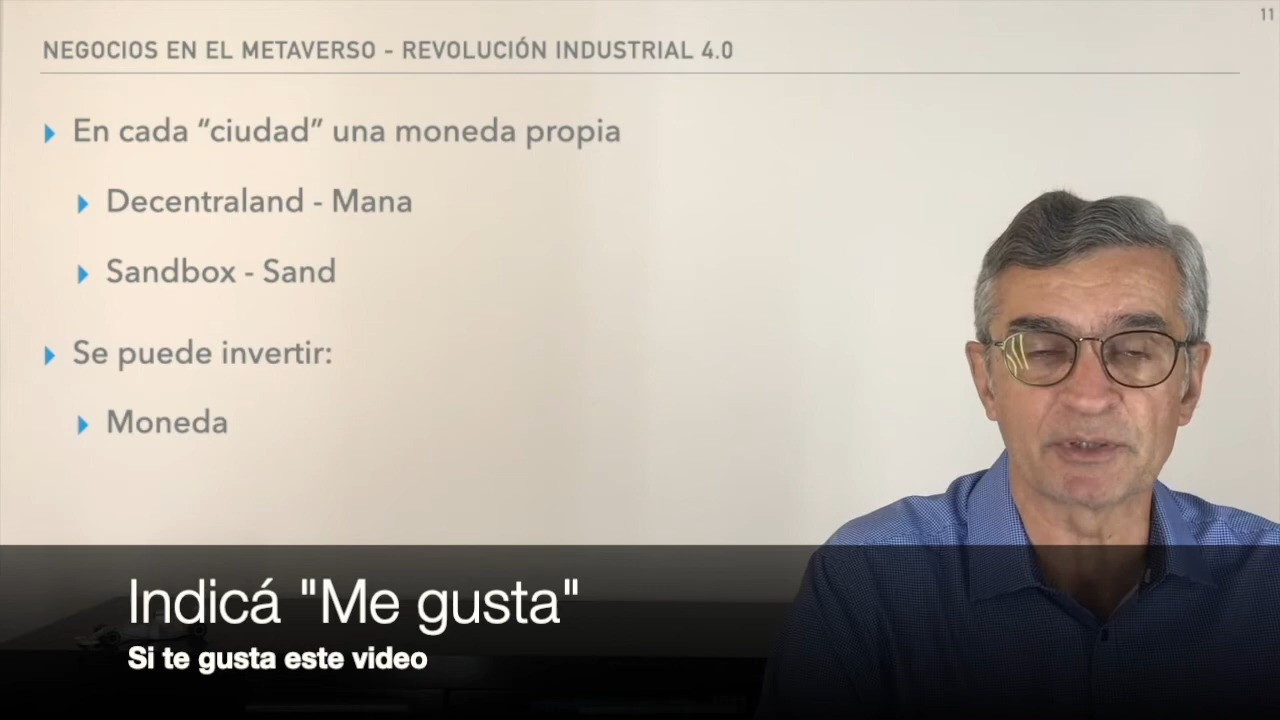 11
NEGOCIOS EN EL METAVERSO - REVOLUCIÓN INDUSTRIAL 4.0
En cada “ciudad” una moneda propia
Decentraland - Mana
Sandbox - Sand
Se puede invertir:
Moneda
Indicá "Me gusta"
Si te gusta este video